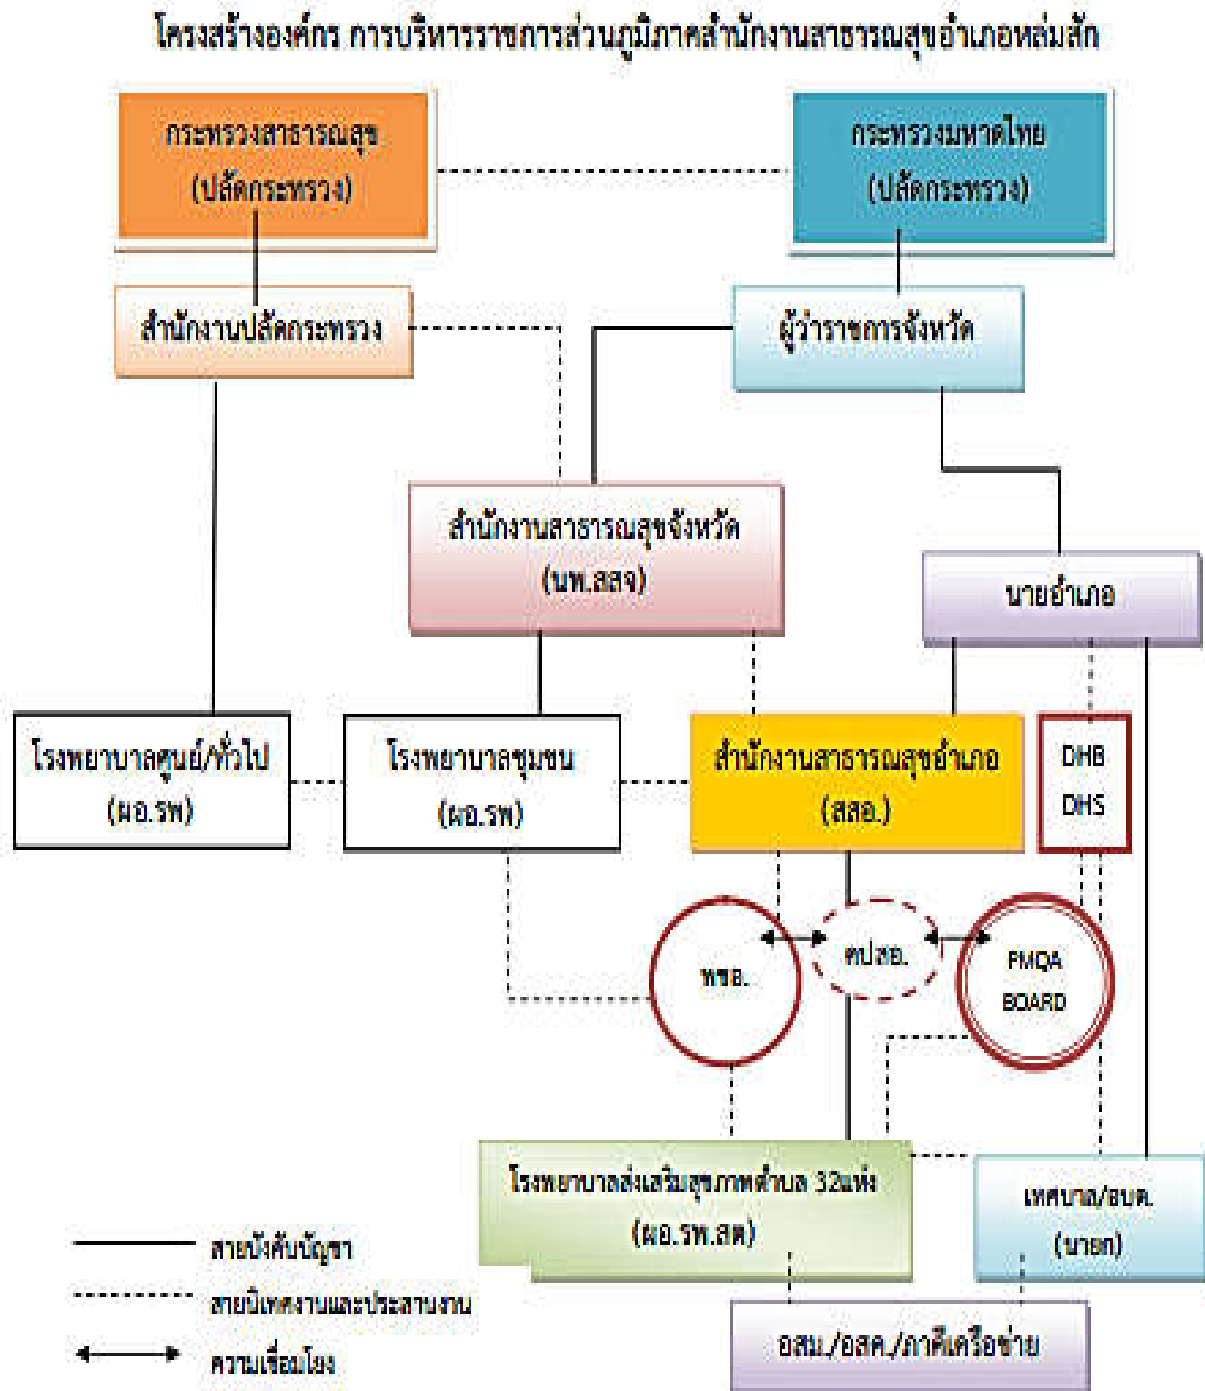 โครงสร้างองค์กร การบริหารราชการส่วนภูมิภาคสำนักงานสาธารณสุขอำเภอหล่มสัก
กระทรวงสาธารณสุข
(ปลัดกระทรวง)
กระทรวงมหาดไทย
(ปลัดกระทรวง)
สำนักงานปลัดกระทรวง
ผู้ว่าราชการจังหวัด
สำนักงานสาธารณสุขจังหวัด
(นพ.สสจ)
นายอำเภอ
โรงพยาบาลศูนย์/ทั่วไป
(ผอ.รพ)
โรงพยาบาลชุมชน
(ผอ.รพ)
สำนักงานสาธารณสุขอำเภอ
(สสอ.)
DHB
DHS
พชอ.
คปสอ.
PMQA
BOARD
โรงพยาบาลส่งเสริมสุขภาพตำบล 32แห่ง
(ผอ.รพ.สต)
เทศบาล/อบต.
(นายก)
อสม./อสค./ภาคีเครือข่าย
สายบังคับบัญชา
สายนิเทศงานและประสานงาน
ความเชื่อมโยง